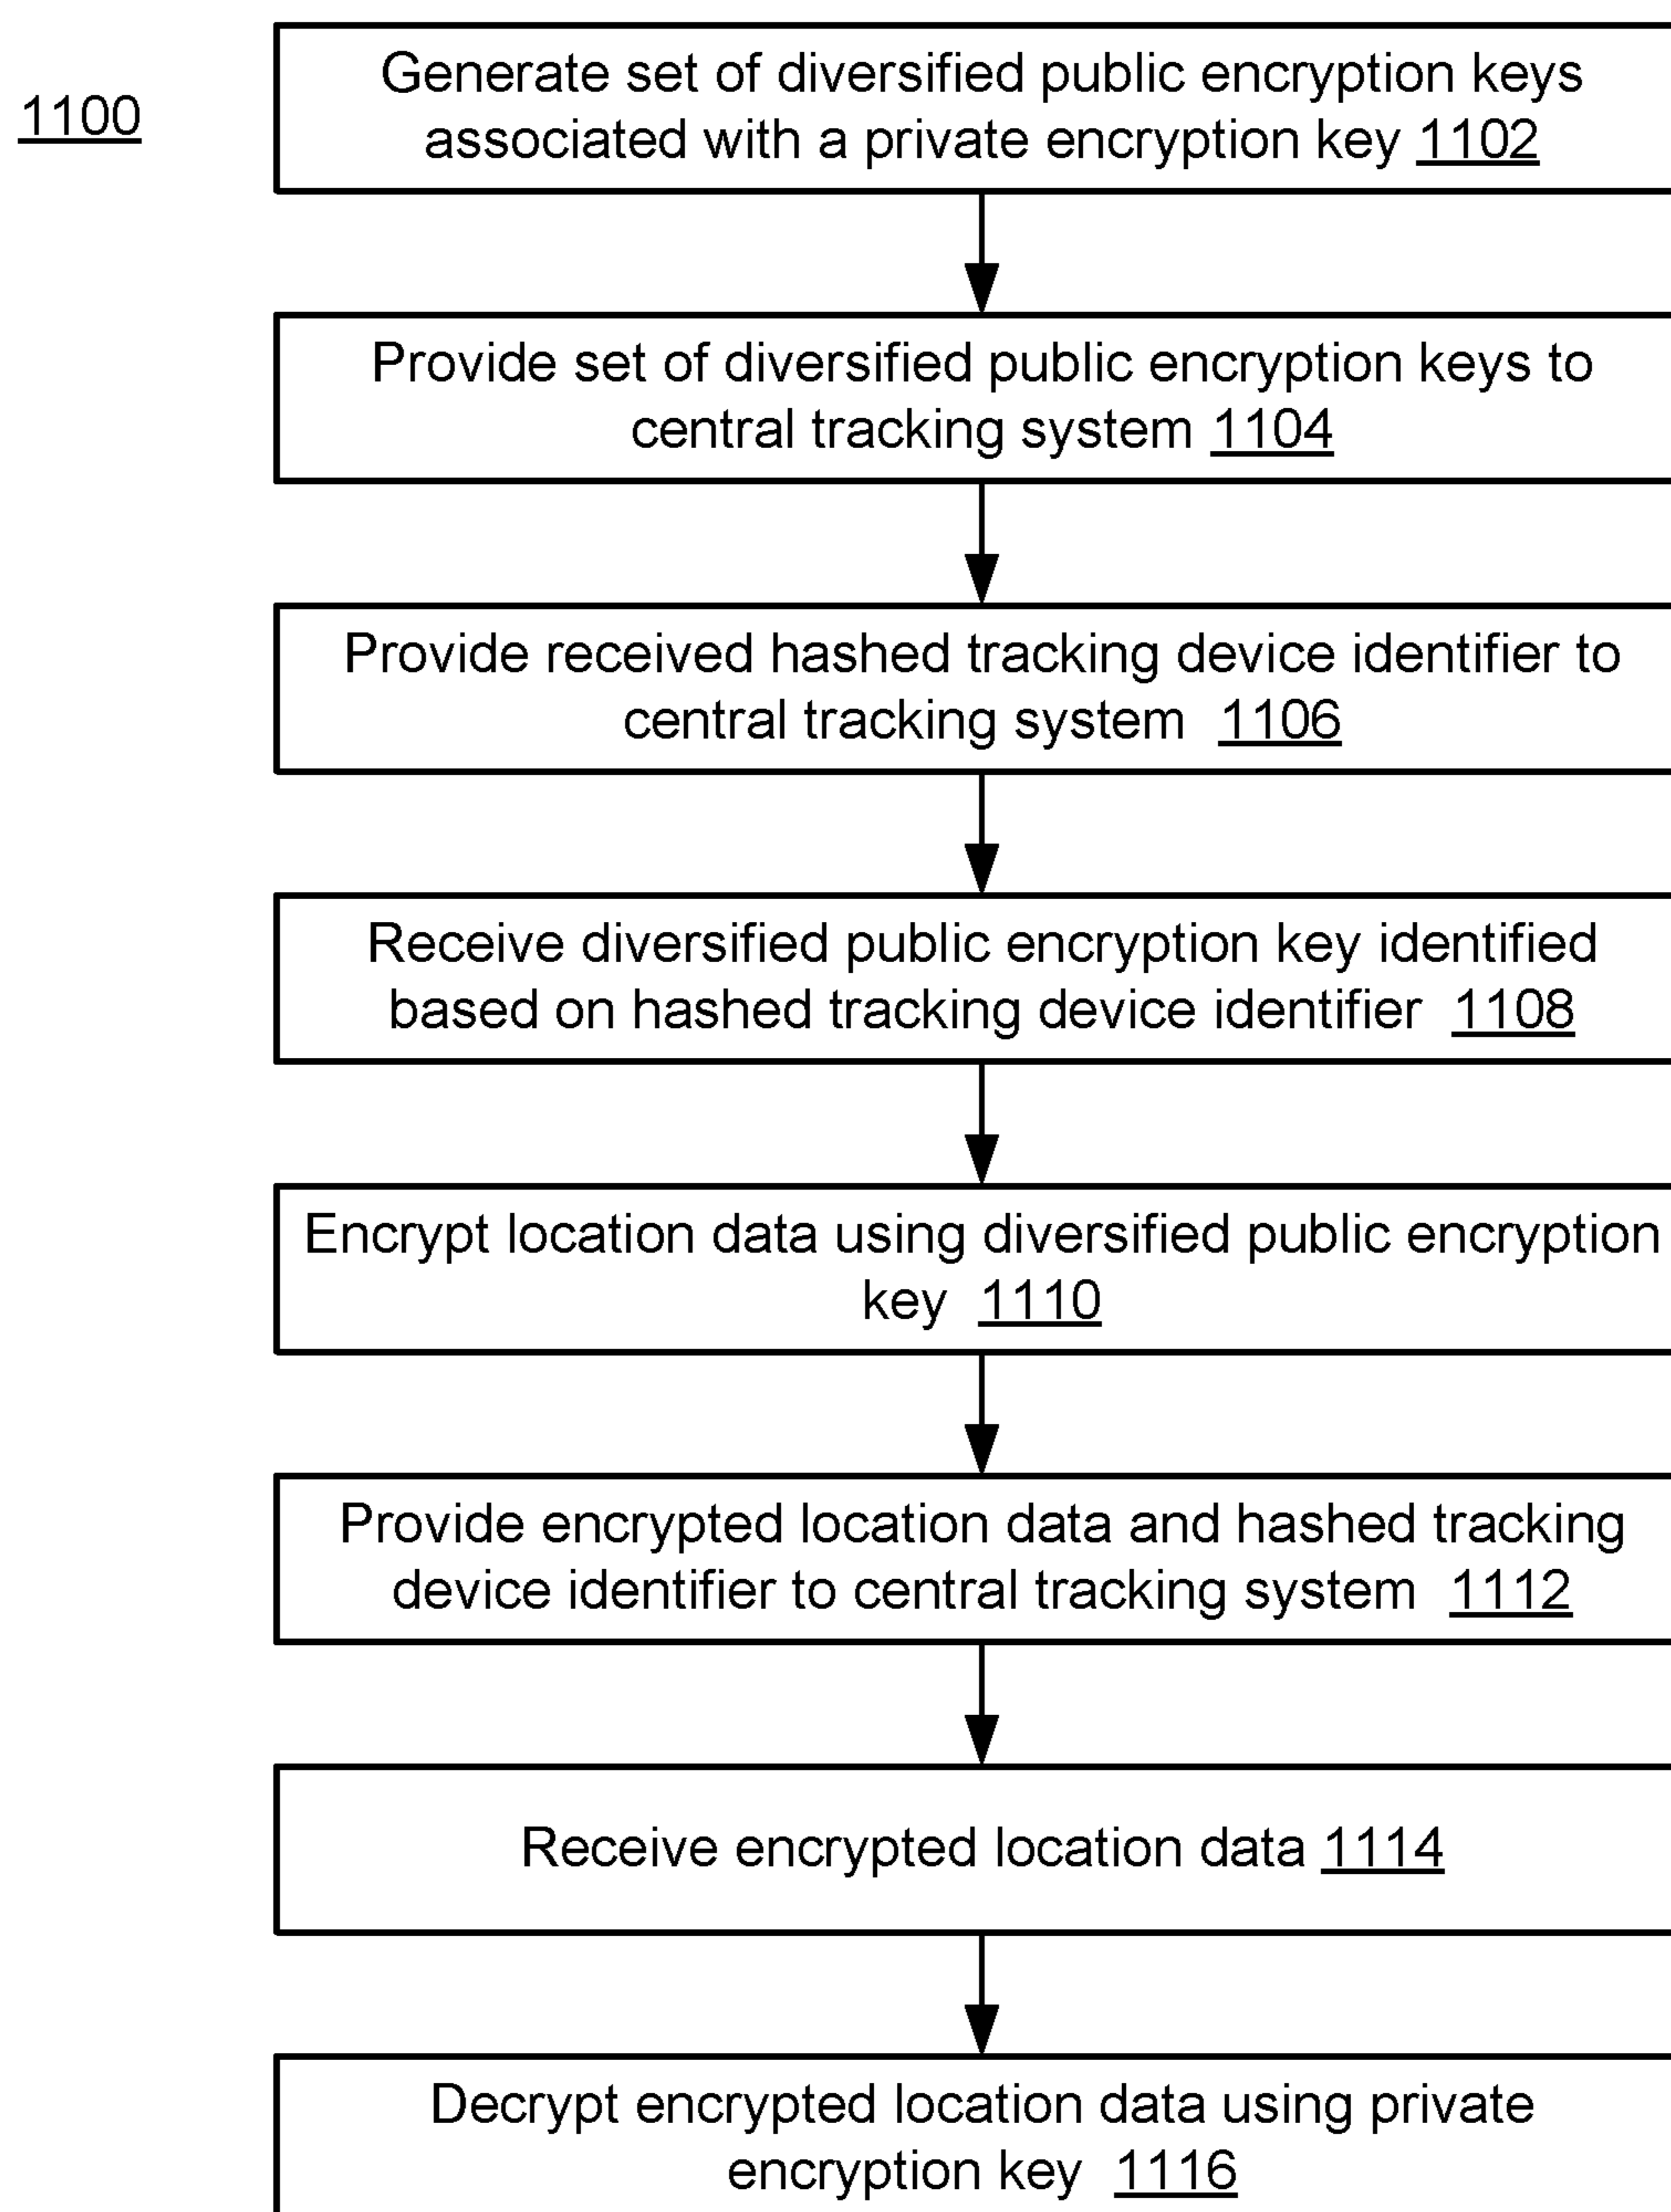 1100
Generate set of diversified public encryption keys
associated with a private encryption key 1102
Provide set of diversified public encryption keys to
central tracking system 1104
Provide received hashed tracking device identifier to
central tracking system 1106
Receive diversified public encryption key identified
based on hashed tracking device identifier 1108
Encrypt location data using diversified public encryption
key 1110
Provide encrypted location data and hashed tracking
device identifier to central tracking system 1112
Receive encrypted location data 1114
Decrypt encrypted location data using private
encryption key 1116